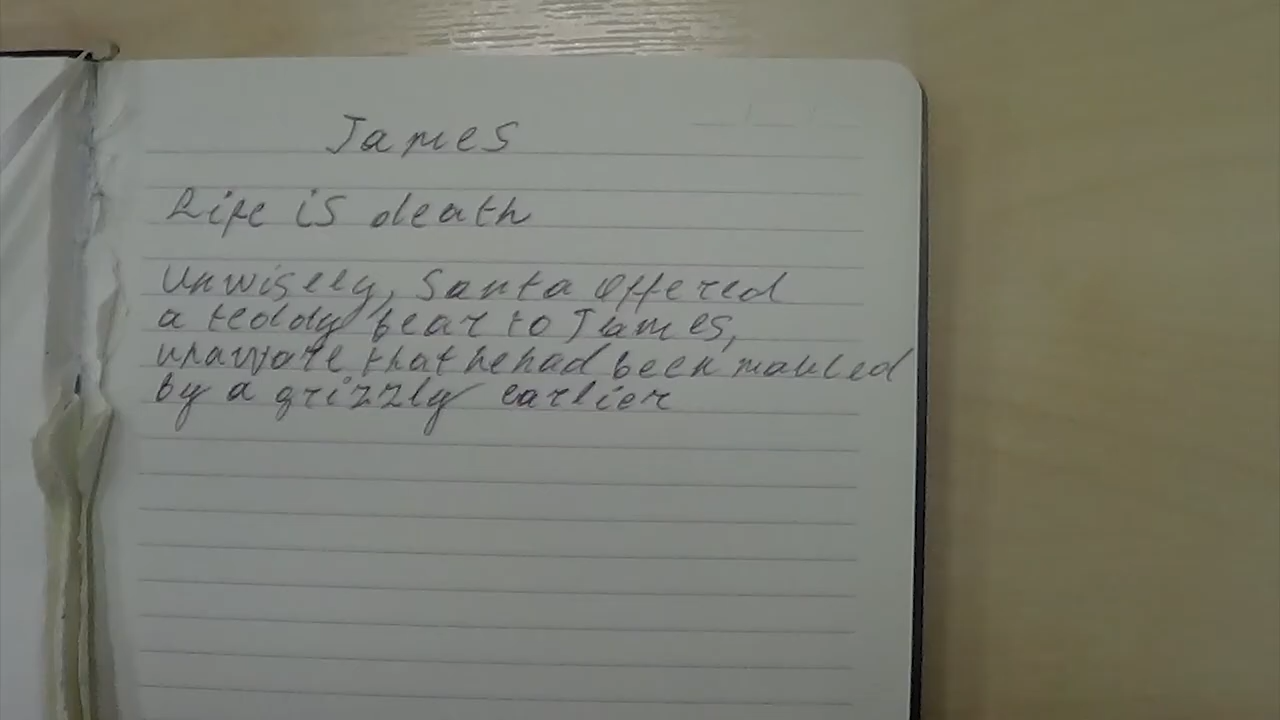 James
Life is death
Unwisely, Santa offered
a teddy bear to James,
unaware that he had been mauled
by a grizzly earlier